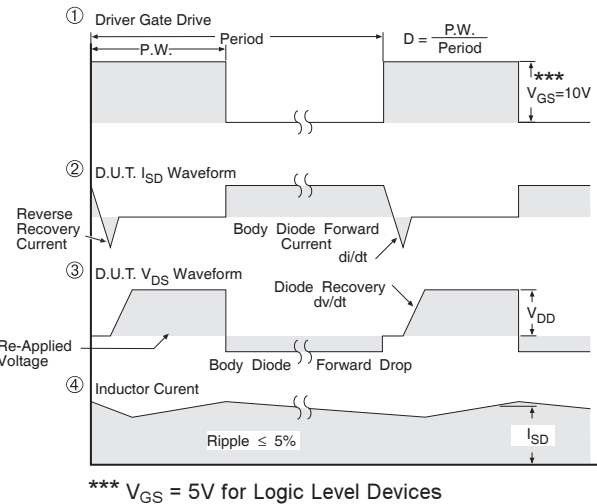 ① Driver Gate Drive
P.W.
Period
D = P.W.
Period
***
VGS=10V
② D.U.T. ISD Waveform
Reverse
Recovery
Current
Body Diode Forward
Current
di/dt
③ D.U.T. VDS Waveform
Diode Recovery
dv/dt
VDD
Re-Applied
Voltage
Body Diode Forward Drop
④ Inductor Curent
Ripple ≤ 5%
ISD
*** VGS = 5V for Logic Level Devices